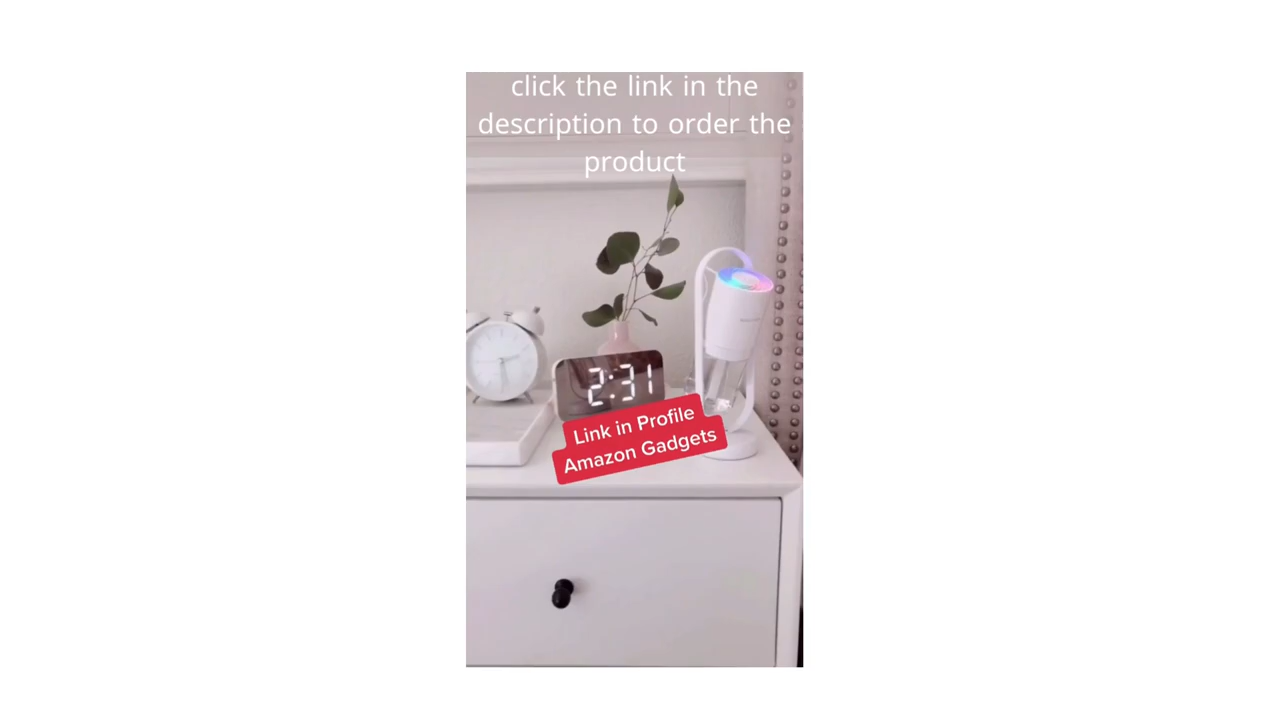 click the link in the
description to order the
product
2:31
Link in Profile
Amazon Gadgets